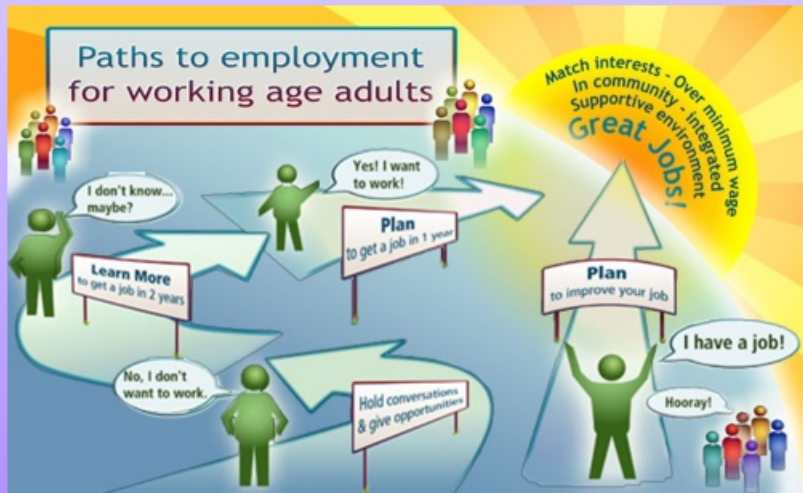 Paths to employment
for working age adults
Match interests - Over minimum wage
In community - integrated
Supportive environment
Great Jobs!
I don't know...
maybe?
Yes! I want
to work!
Learn More
to get a job in 2 years
Plan
to get a job in 1 year
Plan
to improve your job
I have a job!
No, I don't
want to work.
Hold conversations
& give opportunities
Hooray!